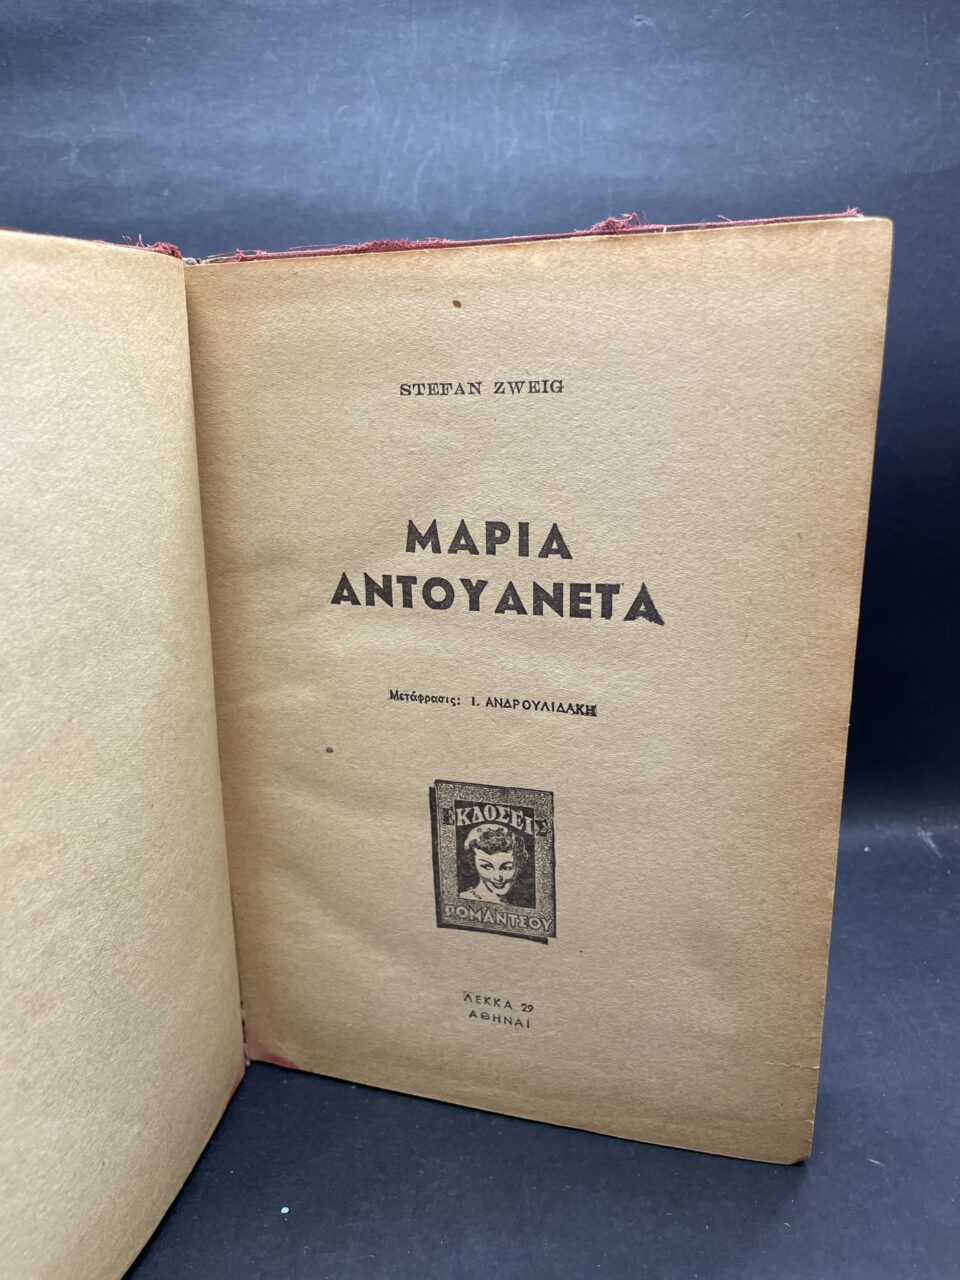 STEFAN ZWEIG
ΜΑΡΙΑ
ΑΝΤΟΥΑΝΕΤΑ
Μετάφρασις: Ι. ΑΝΔΡΟΥΛΙΔΑΚΗ
ΕΚΔΟΣΕΙΣ
ΡΟΜΑΝΤΣΟΥ
ΛΕΚΚΑ 29
ΑΘΗΝΑΙ